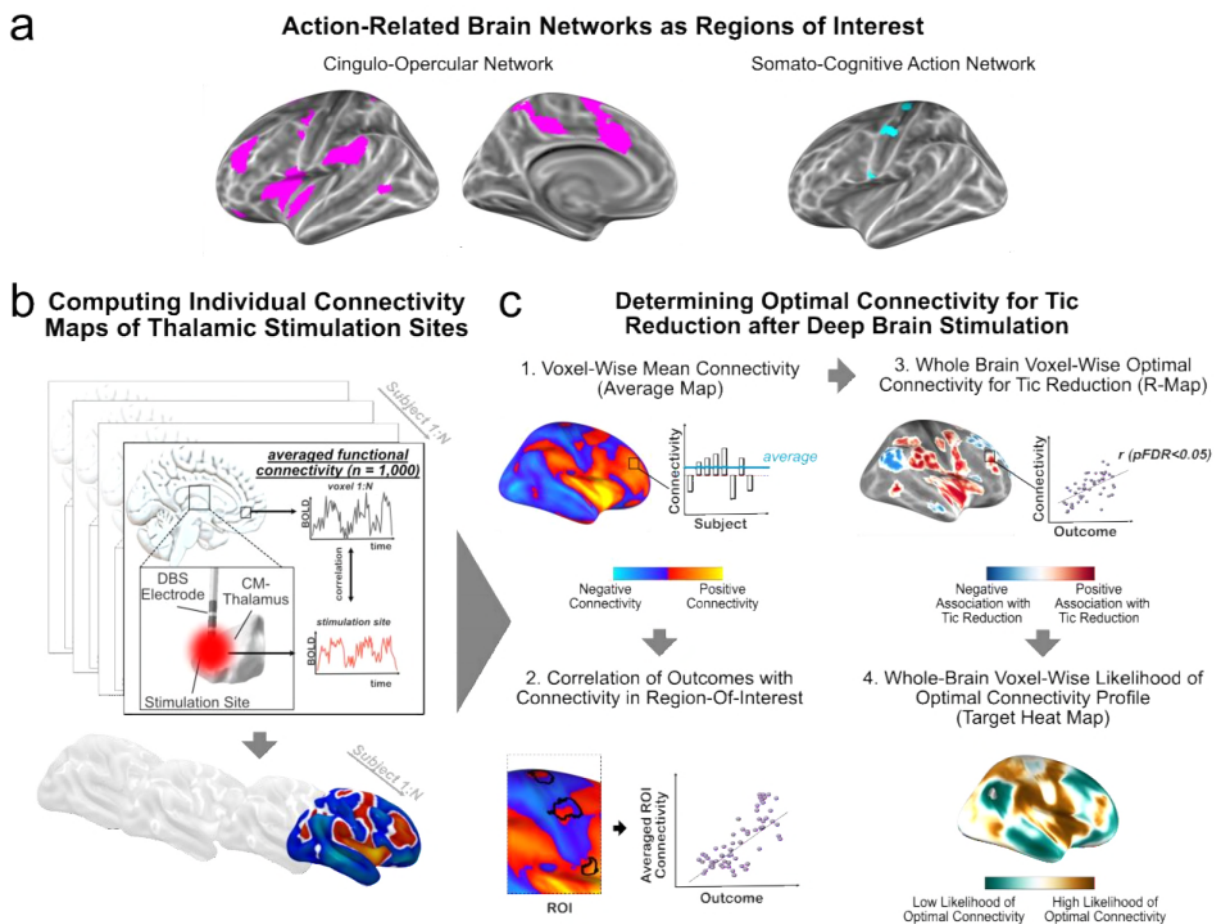 a
Action-Related Brain Networks as Regions of Interest
Cingulo-Opercular Network
Somato-Cognitive Action Network
b
Computing Individual Connectivity
Maps of Thalamic Stimulation Sites
Subject 1:N
averaged functional
connectivity (n = 1,000)
voxel 1:N
BOLD
time
correlation
DBS
Electrode
CM-
Thalamus
stimulation site
BOLD
time
Stimulation Site
Subject 1:N
c
Determining Optimal Connectivity for Tic
Reduction after Deep Brain Stimulation
1. Voxel-Wise Mean Connectivity
(Average Map)
Connectivity
average
Subject
Negative
Connectivity
Positive
Connectivity
2. Correlation of Outcomes with
Connectivity in Region-Of-Interest
ROI
Averaged ROI
Connectivity
Outcome
3. Whole Brain Voxel-Wise Optimal
Connectivity for Tic Reduction (R-Map)
r (pFDR<0.05)
Connectivity
Outcome
Negative
Association with
Tic Reduction
Positive
Association with
Tic Reduction
4. Whole-Brain Voxel-Wise Likelihood of
Optimal Connectivity Profile
(Target Heat Map)
Low Likelihood of
Optimal Connectivity
High Likelihood of
Optimal Connectivity